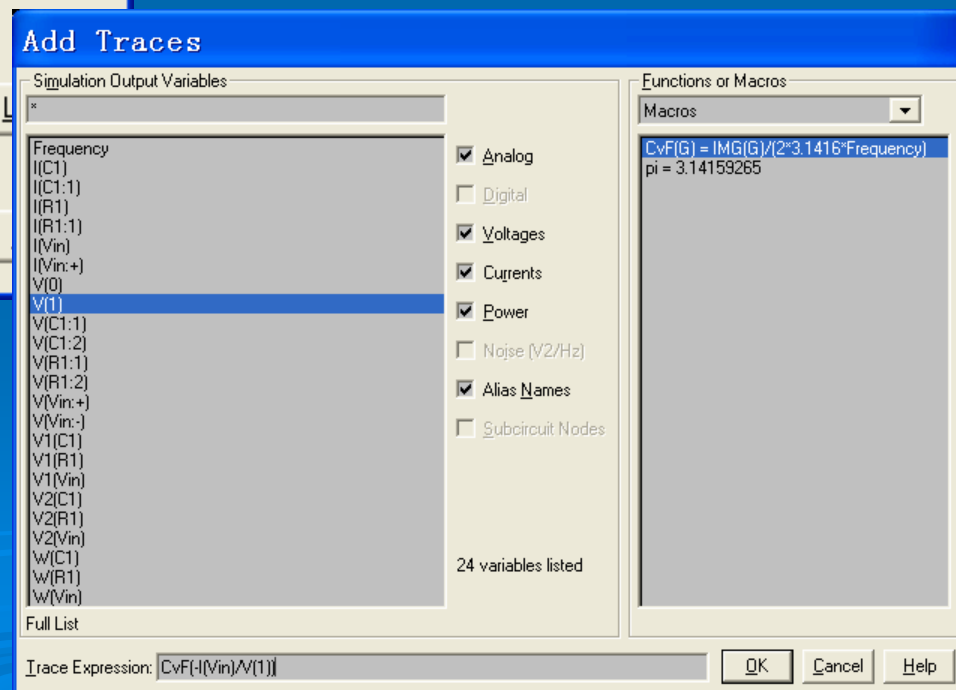 Add Traces
Simulation Output Variables
*
Frequency
I(C1)
I(C1:1)
I(R1)
I(R1:1)
I(Vin)
I(Vin:+)
V(0)
V(1)
V(C1:1)
V(C1:2)
V(R1:1)
V(R1:2)
V(Vin:+)
V(Vin:-)
V1(C1)
V1(R1)
V1(Vin)
V2(C1)
V2(R1)
V2(Vin)
W(C1)
W(R1)
W(Vin)
Full List
Analog
Digital
Voltages
Currents
Power
Noise (V2/Hz)
Alias Names
Subcircuit Nodes
24 variables listed
Functions or Macros
Macros
CvF(G) = IMG(G)/(2*3.1416*Frequency)
pi = 3.14159265
Trace Expression: CvF(-I(Vin)/V(1))
OK
Cancel
Help